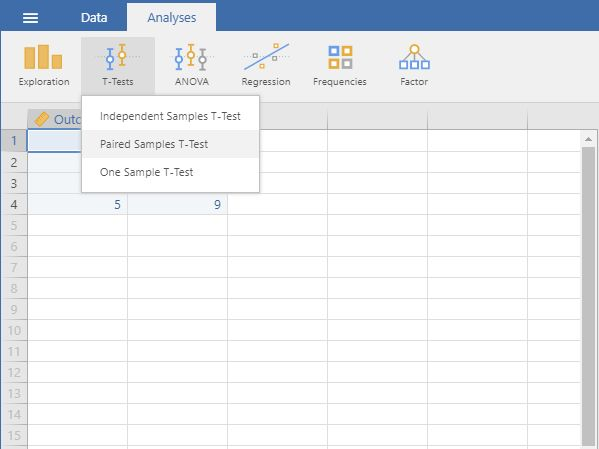 Data Analyses
Exploration T-Tests ANOVA Regression Frequencies Factor
Independent Samples T-Test
Paired Samples T-Test
One Sample T-Test
1
2
3
4 5 9
5
6
7
8
9
10
11
12
13
14
15